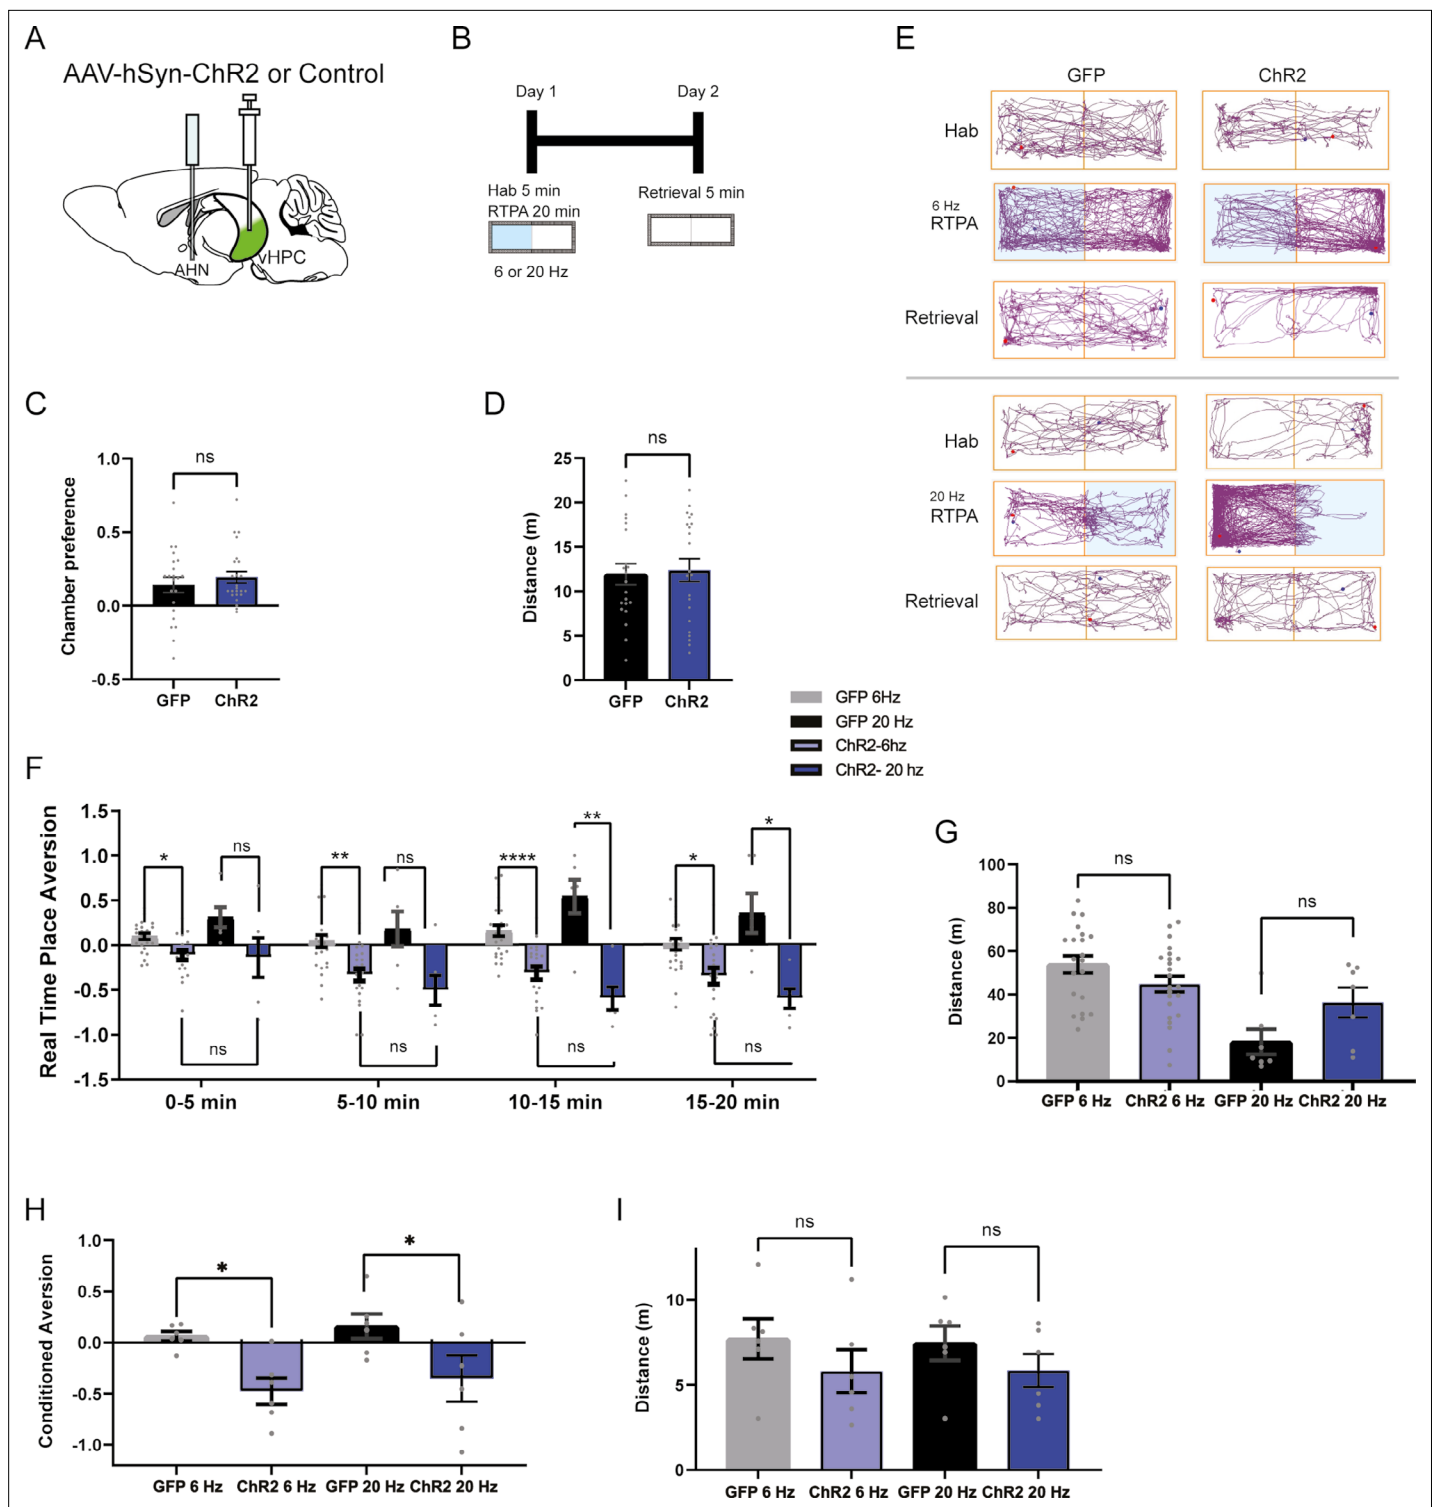 A
AAV-hSyn-ChR2 or Control
AHN
vHPC
B
Day 1
Day 2
Hab 5 min
RTPA 20 min
Retrieval 5 min
6 or 20 Hz
E
GFP
ChR2
Hab
6 Hz
RTPA
Retrieval
Hab
20 Hz
RTPA
Retrieval
C
Chamber preference
1.0
0.5
0.0
-0.5
ns
GFP
ChR2
D
Distance (m)
25
20
15
10
5
0
ns
GFP
ChR2
GFP 6Hz
GFP 20 Hz
ChR2-6hz
ChR2- 20 hz
F
Real Time Place Aversion
1.5
1.0
0.5
0.0
-0.5
-1.0
-1.5
*
ns
**
ns
****
**
*
*
ns
ns
ns
ns
0-5 min
5-10 min
10-15 min
15-20 min
G
Distance (m)
100
80
60
40
20
0
ns
ns
GFP 6 Hz
ChR2 6 Hz
GFP 20 Hz
ChR2 20 Hz
H
Conditioned Aversion
1.0
0.5
0.0
-0.5
-1.0
*
*
GFP 6 Hz
ChR2 6 Hz
GFP 20 Hz
ChR2 20 Hz
I
Distance (m)
10
5
0
ns
ns
GFP 6 Hz
ChR2 6 Hz
GFP 20 Hz
ChR2 20 Hz